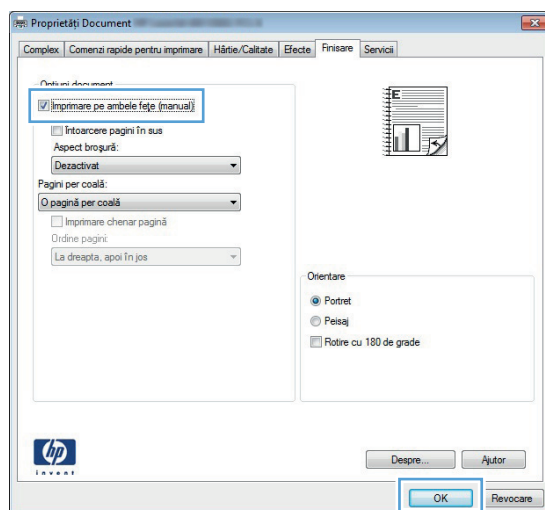 Proprietăți Document
Complex
Comenzi rapide pentru imprimare
Hârtie/Calitate
Efecte
Finisare
Servicii
Opțiuni document
Imprimare pe ambele fețe (manual)
Întoarcere pagini în sus
Aspect broșură:
Dezactivat
Pagini per coală:
O pagină per coală
Imprimare chenar pagină
Ordine pagini:
La dreapta, apoi în jos
E
Orientare
Portret
Peisaj
Rotire cu 180 de grade
hp
invent
Despre...
Ajutor
OK
Revocare